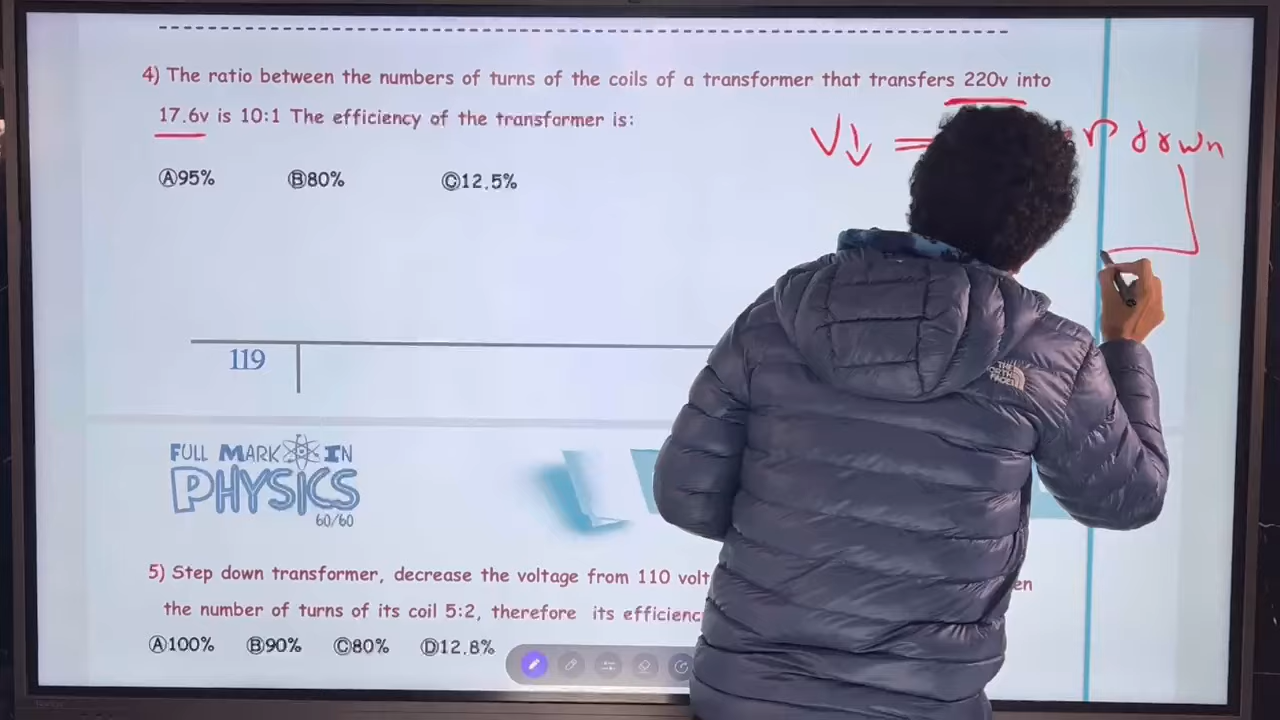 4) The ratio between the numbers of turns of the coils of a transformer that transfers 220v into
17.6v is 10:1 The efficiency of the transformer is:
V↓ = down
Ⓐ95% Ⓑ80% Ⓒ12.5%
THE NORTH FACE
119
FULL MARK IN
PHYSICS
60/60
5) Step down transformer, decrease the voltage from 110 volt
the number of turns of its coil 5:2, therefore its
Ⓐ100% Ⓑ90% Ⓒ80% Ⓓ12.8%